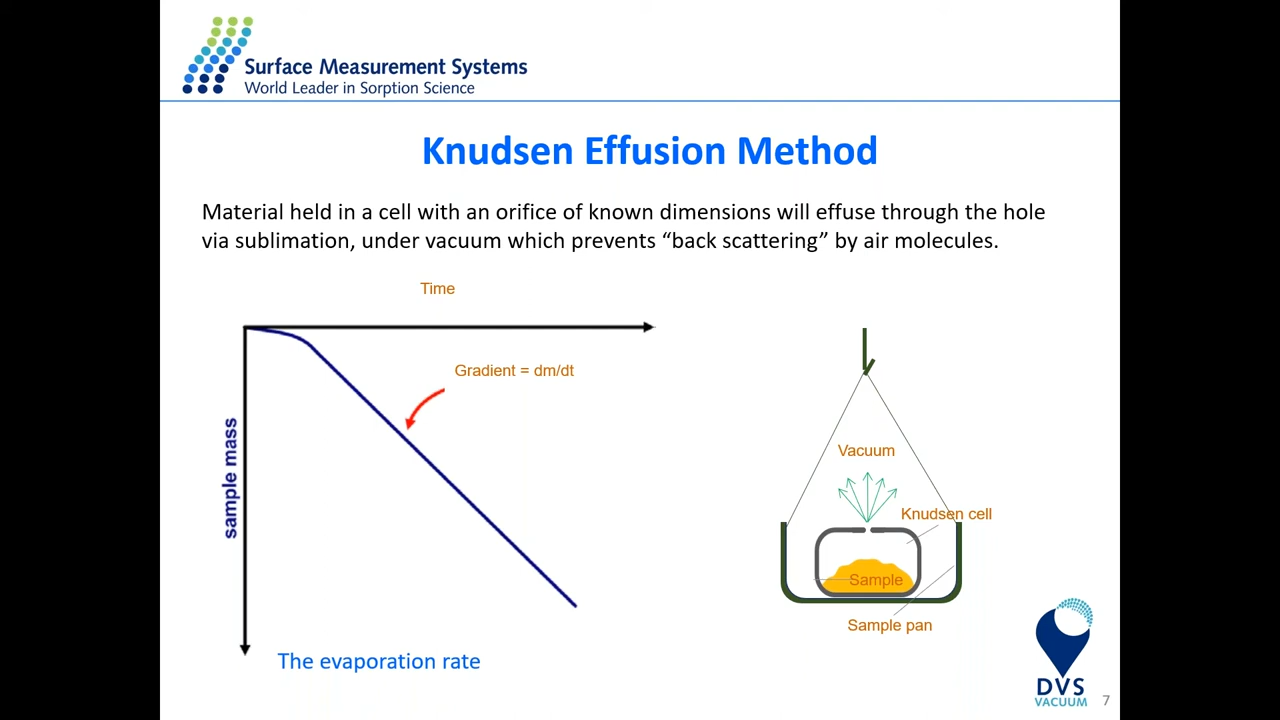 Surface Measurement Systems
World Leader in Sorption Science
Knudsen Effusion Method
Material held in a cell with an orifice of known dimensions will effuse through the hole
via sublimation, under vacuum which prevents “back scattering” by air molecules.
Time
Gradient = dm/dt
sample mass
The evaporation rate
Vacuum
Knudsen cell
Sample
Sample pan
DVS
VACUUM
7